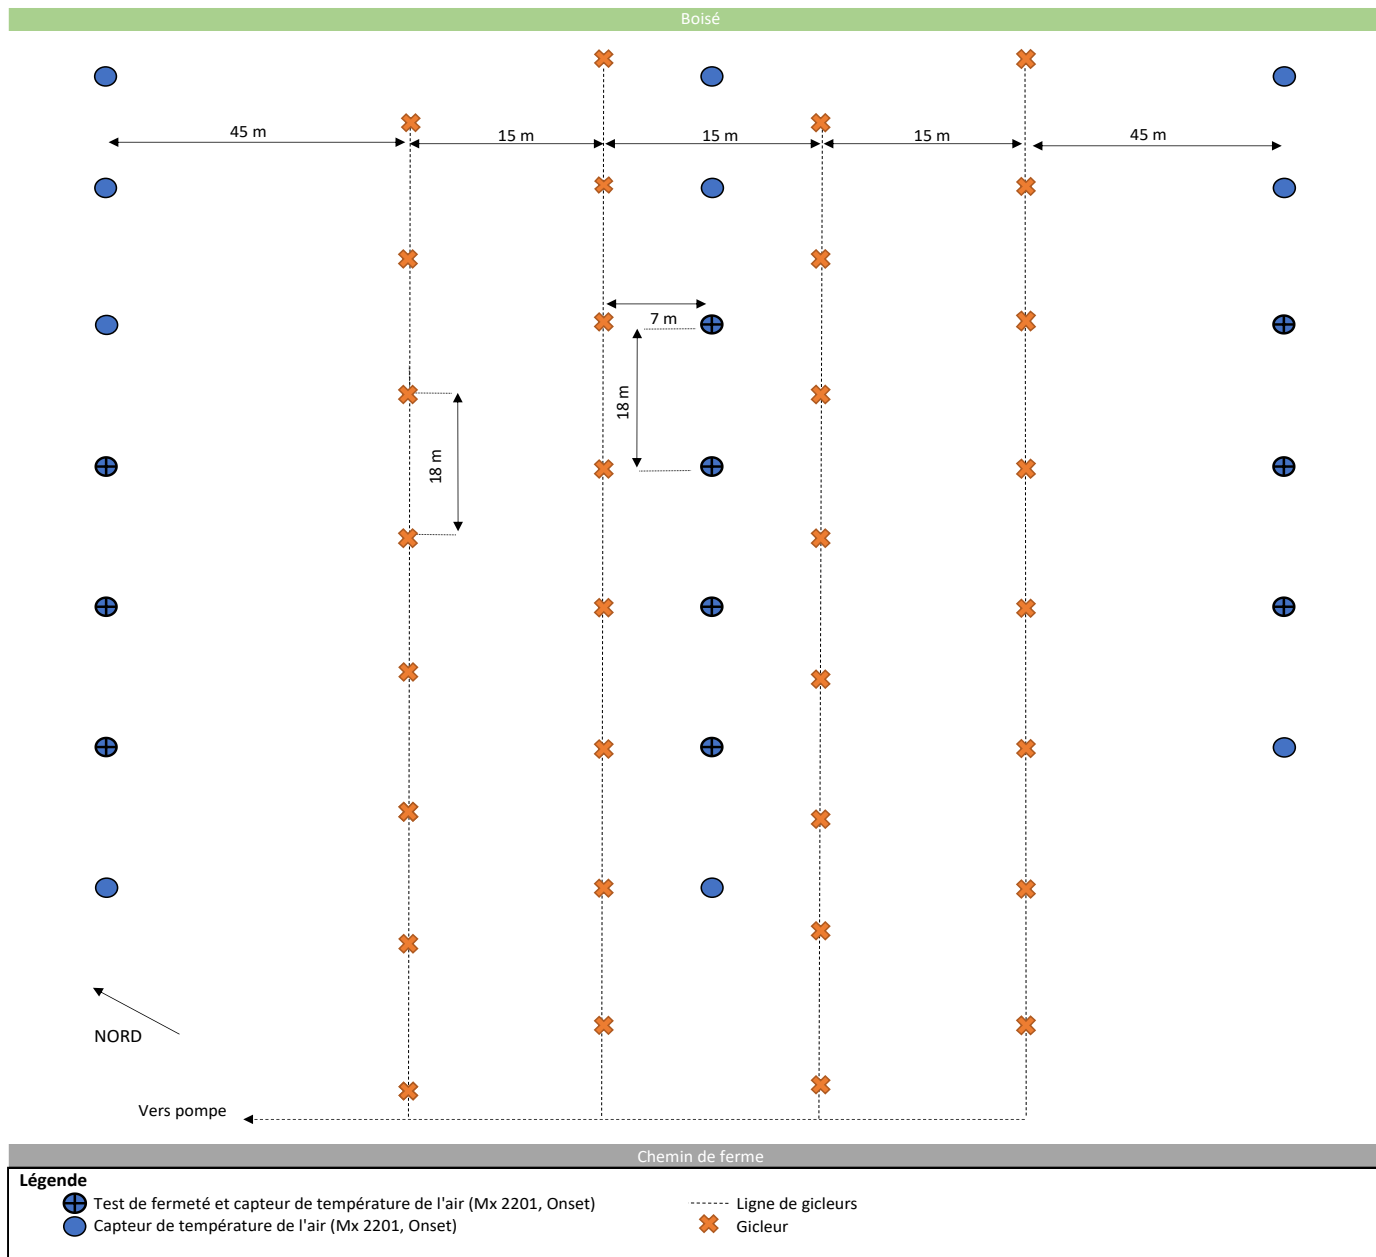 Boisé
45 m
15 m
15 m
15 m
45 m
7 m
18 m
18 m
NORD
Vers pompe
Chemin de ferme
Légende
Test de fermeté et capteur de température de l'air (Mx 2201, Onset)
Ligne de gicleurs
Capteur de température de l'air (Mx 2201, Onset)
Gicleur